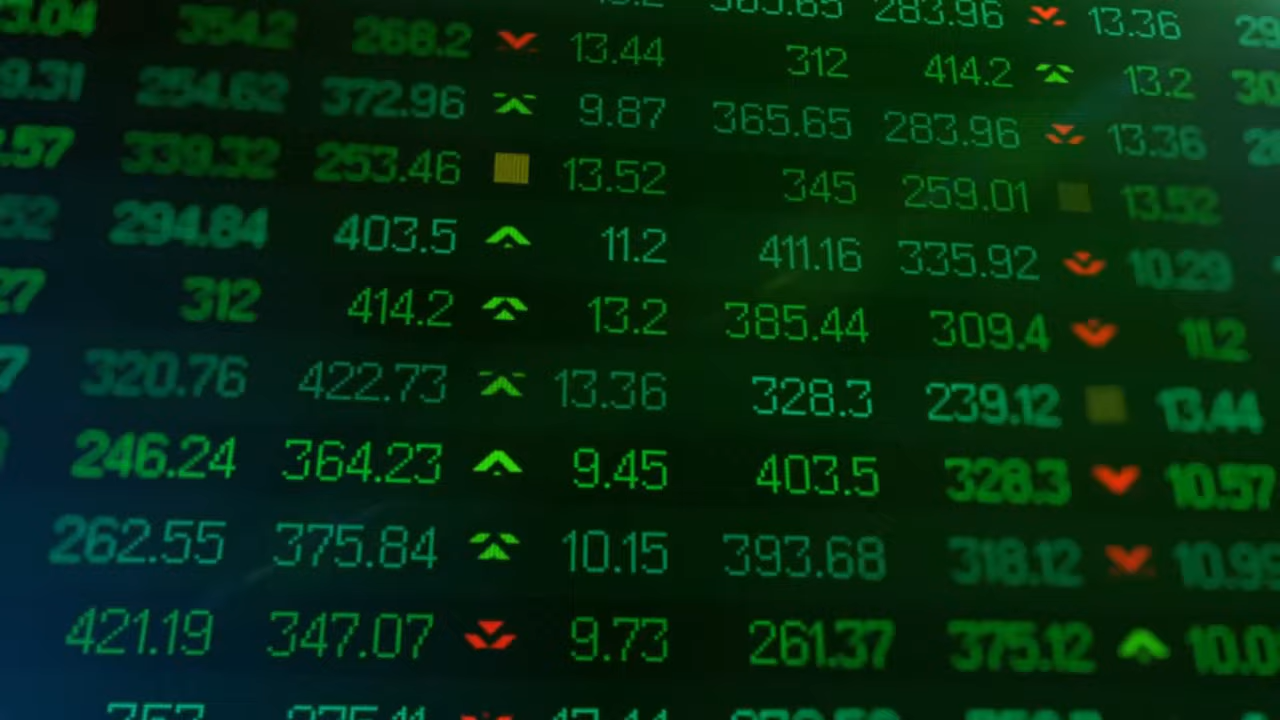 354.2 268.2 13.44 312 414.2 13.2
254.62 372.96 9.87 365.65 283.96 13.36
339.32 253.46 13.52 345 259.01 13.52
294.84 403.5 11.2 411.16 335.92 10.29
312 414.2 13.2 385.44 309.4 11.2
320.76 422.73 13.36 328.3 239.12 13.44
246.24 364.23 9.45 403.5 328.3 10.57
262.55 375.84 10.15 393.68 318.12
421.19 347.07 9.73 261.37 375.12